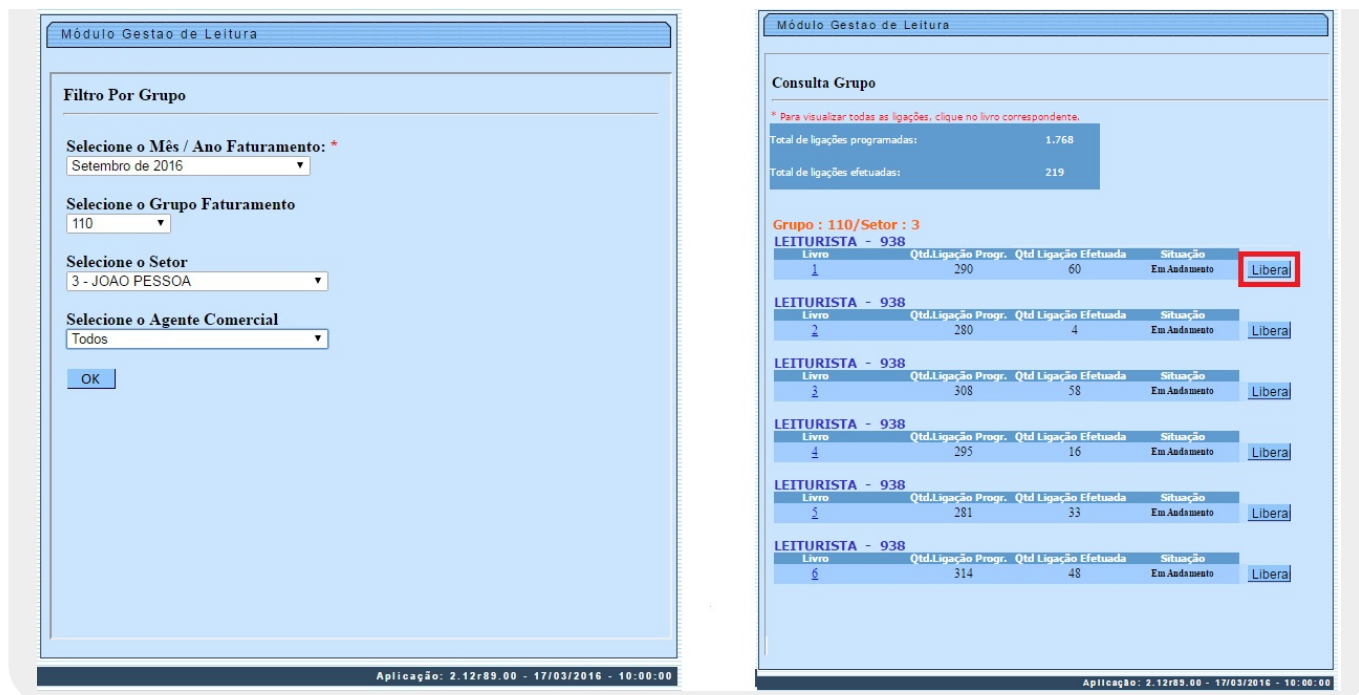 Módulo Gestao de Leitura
Filtro Por Grupo
Selecione o Mês / Ano Faturamento: *
Setembro de 2016
Selecione o Grupo Faturamento
110
Selecione o Setor
3 - JOAO PESSOA
Selecione o Agente Comercial
Todos
OK
Aplicação: 2.12r89.00 - 17/03/2016 - 10:00:00
Módulo Gestao de Leitura
Consulta Grupo
* Para visualizar todas as ligações, clique no livro correspondente.
Total de ligações programadas: 1.768
Total de ligações efetuadas: 219
Grupo : 110/Setor : 3
LEITURISTA - 938
Livro Qtd.Ligação Progr. Qtd Ligação Efetuada Situação
1 290 60 Em Andamento Libera
LEITURISTA - 938
Livro Qtd.Ligação Progr. Qtd Ligação Efetuada Situação
2 280 4 Em Andamento Libera
LEITURISTA - 938
Livro Qtd.Ligação Progr. Qtd Ligação Efetuada Situação
3 308 58 Em Andamento Libera
LEITURISTA - 938
Livro Qtd.Ligação Progr. Qtd Ligação Efetuada Situação
4 295 16 Em Andamento Libera
LEITURISTA - 938
Livro Qtd.Ligação Progr. Qtd Ligação Efetuada Situação
5 281 33 Em Andamento Libera
LEITURISTA - 938
Livro Qtd.Ligação Progr. Qtd Ligação Efetuada Situação
6 314 48 Em Andamento Libera
Aplicação: 2.12r89.00 - 17/03/2016 - 10:00:00